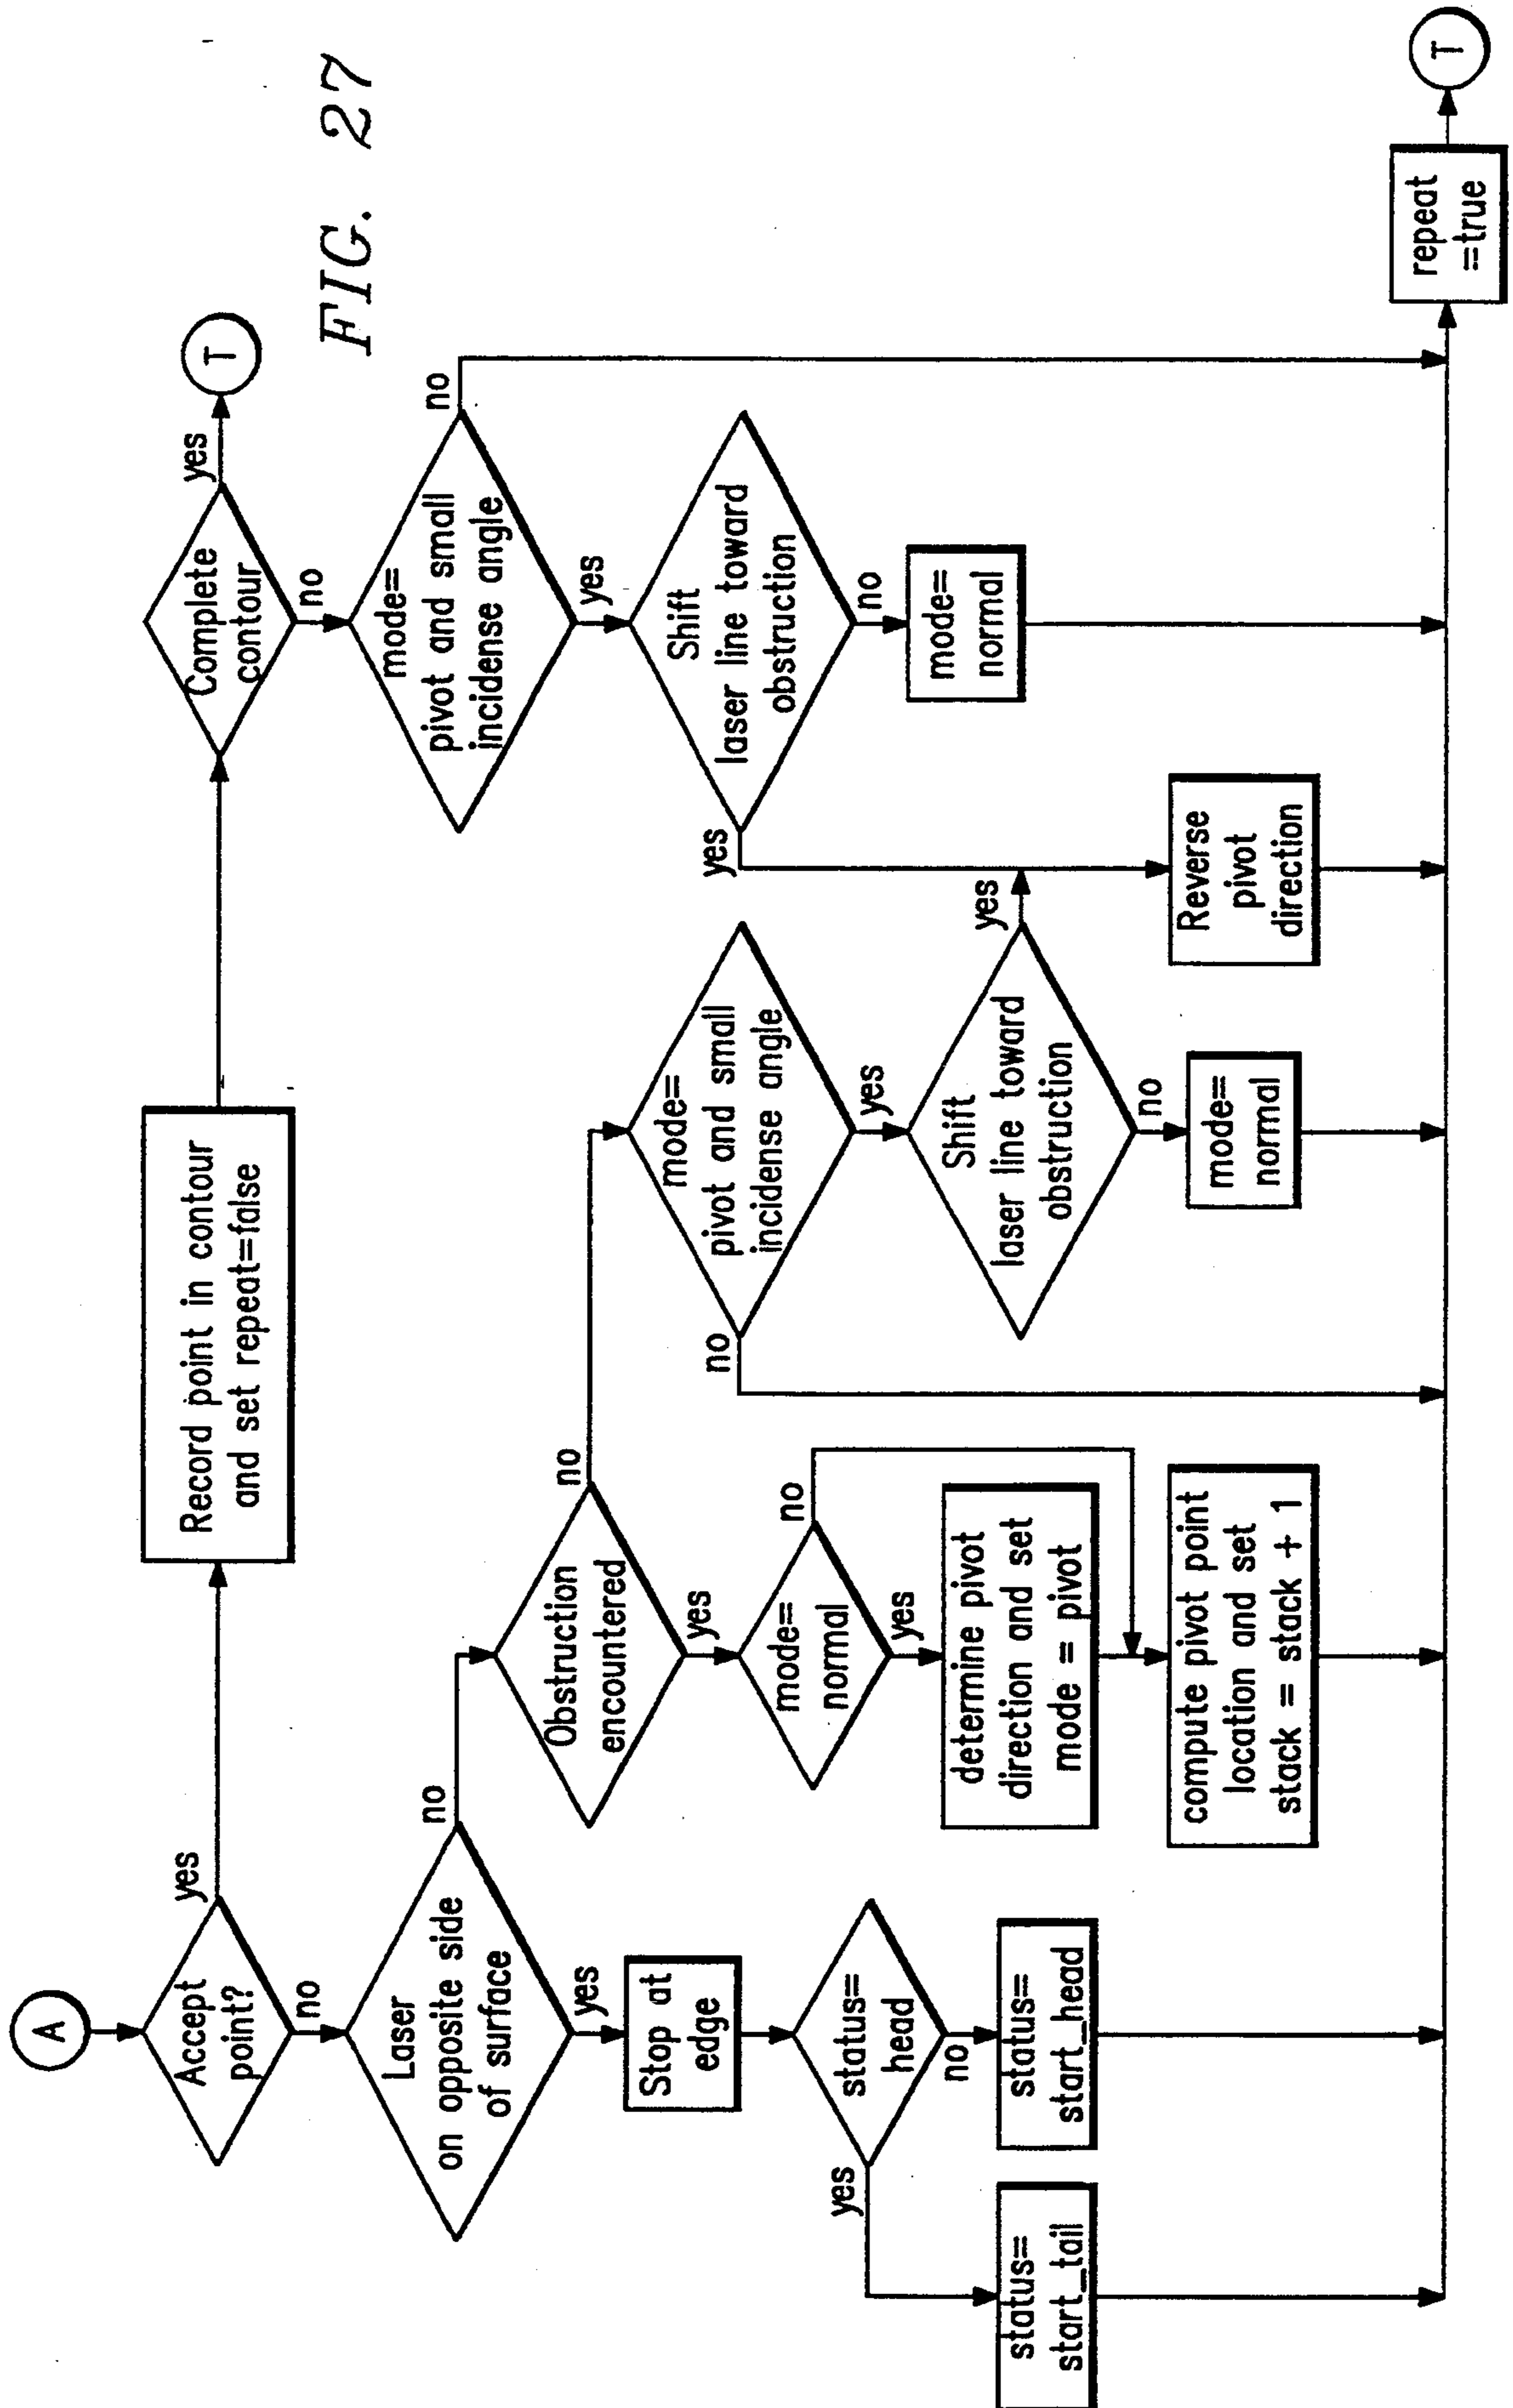 FIG. 27
A
Accept
point?
yes
no
Record point in contour
and set repeat=false
Complete
contour
yes
no
T
Laser
on opposite side
of surface
no
yes
Stop at
edge
status=
head
yes
no
status=
start_tail
status=
start_head
Obstruction
encountered
no
yes
mode=
normal
no
yes
determine pivot
direction and set
mode = pivot
compute pivot point
location and set
stack = stack + 1
mode=
pivot and small
incidense angle
no
yes
Shift
laser line toward
obstruction
yes
no
mode=
normal
mode=
pivot and small
incidense angle
no
yes
Shift
laser line toward
obstruction
yes
no
mode=
normal
Reverse
pivot
direction
repeat
=true
T